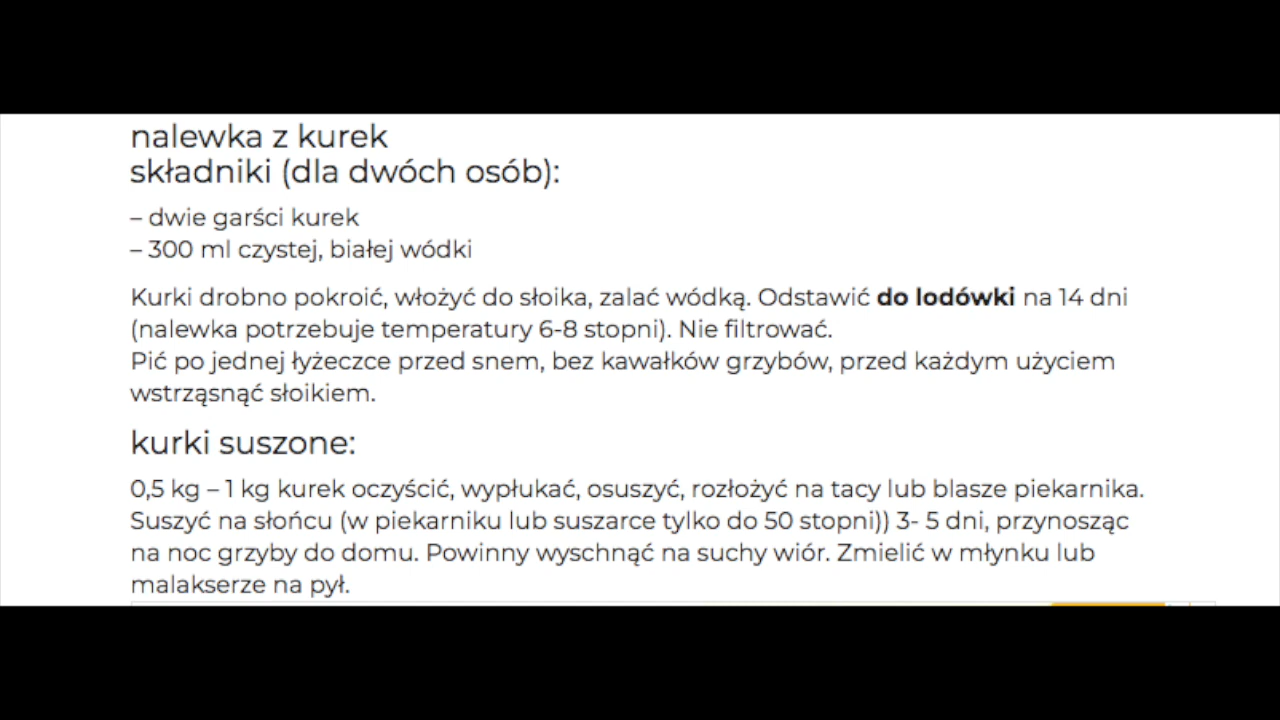 nalewka z kurek
składniki (dla dwóch osób):
– dwie garści kurek
– 300 ml czystej, białej wódki
Kurki drobno pokroić, włożyć do słoika, zalać wódką. Odstawić do lodówki na 14 dni
(nalewka potrzebuje temperatury 6-8 stopni). Nie filtrować.
Pić po jednej łyżeczce przed snem, bez kawałków grzybów, przed każdym użyciem
wstrząsnąć słoikiem.
kurki suszone:
0,5 kg – 1 kg kurek oczyścić, wypłukać, osuszyć, rozłożyć na tacy lub blasze piekarnika.
Suszyć na słońcu (w piekarniku lub suszarce tylko do 50 stopni)) 3- 5 dni, przynosząc
na noc grzyby do domu. Powinny wyschnąć na suchy wiór. Zmielić w młynku lub
malakserze na pył.